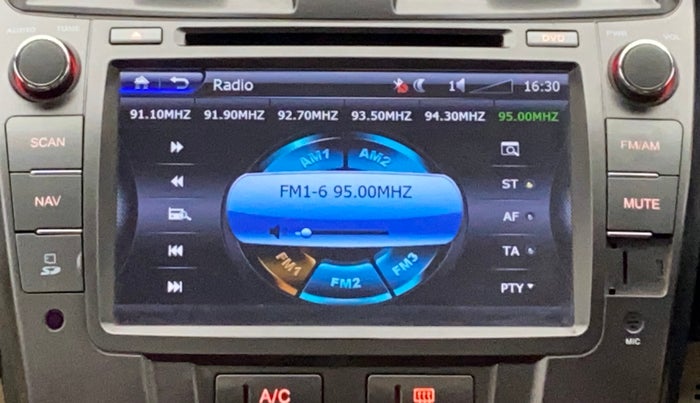 AUDIO TUNE
DVD
PWR VOL
Radio 1 16:30
91.10MHZ 91.90MHZ 92.70MHZ 93.50MHZ 94.30MHZ 95.00MHZ
SCAN
FM/AM
AM1 AM2
FM1-6 95.00MHZ
ST
NAV
MUTE
AF
TA
SD
FM1 FM2 FM3
PTY
MIC
A/C